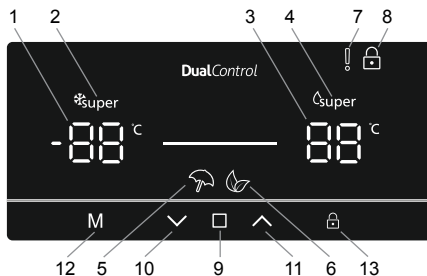 1 2 3 4 7 8
DualControl
super super
-88 °C 88 °C
M
12 5 10 9 11 6 13